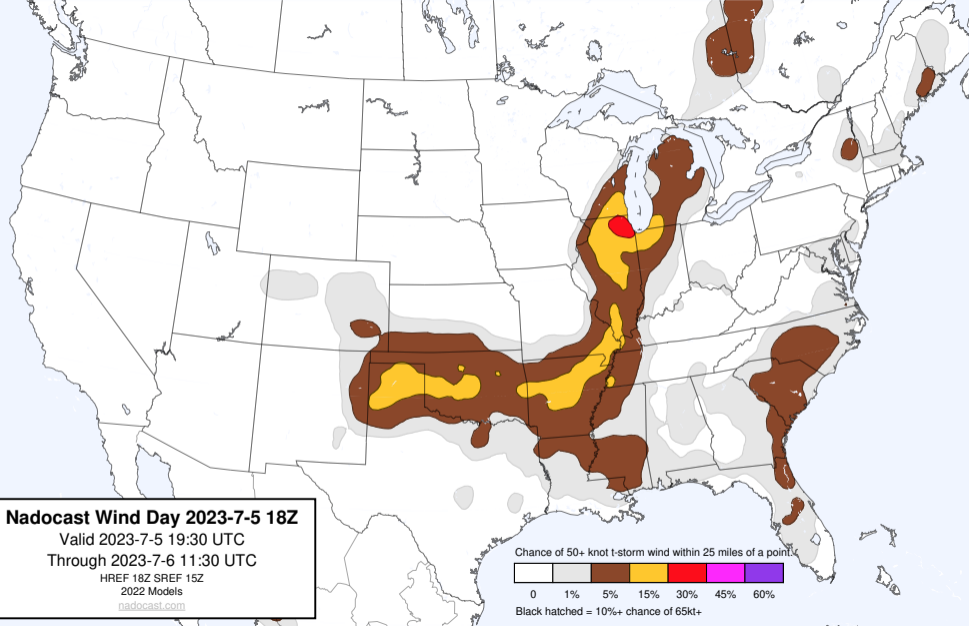 Nadocast Wind Day 2023-7-5 18Z
Valid 2023-7-5 19:30 UTC
Through 2023-7-6 11:30 UTC
HREF 18Z SREF 15Z
2022 Models
nadocast.com
Chance of 50+ knot t-storm wind within 25 miles of a point.
0 1% 5% 15% 30% 45% 60%
Black hatched = 10%+ chance of 65kt+